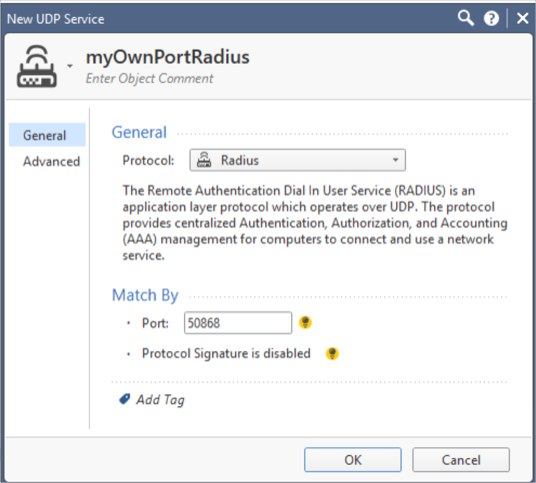 New UDP Service
myOwnPortRadius
Enter Object Comment
General
Advanced
General
Protocol: Radius
The Remote Authentication Dial In User Service (RADIUS) is an
application layer protocol which operates over UDP. The protocol
provides centralized Authentication, Authorization, and Accounting
(AAA) management for computers to connect and use a network
service.
Match By
· Port: 50868
· Protocol Signature is disabled
Add Tag
OK Cancel